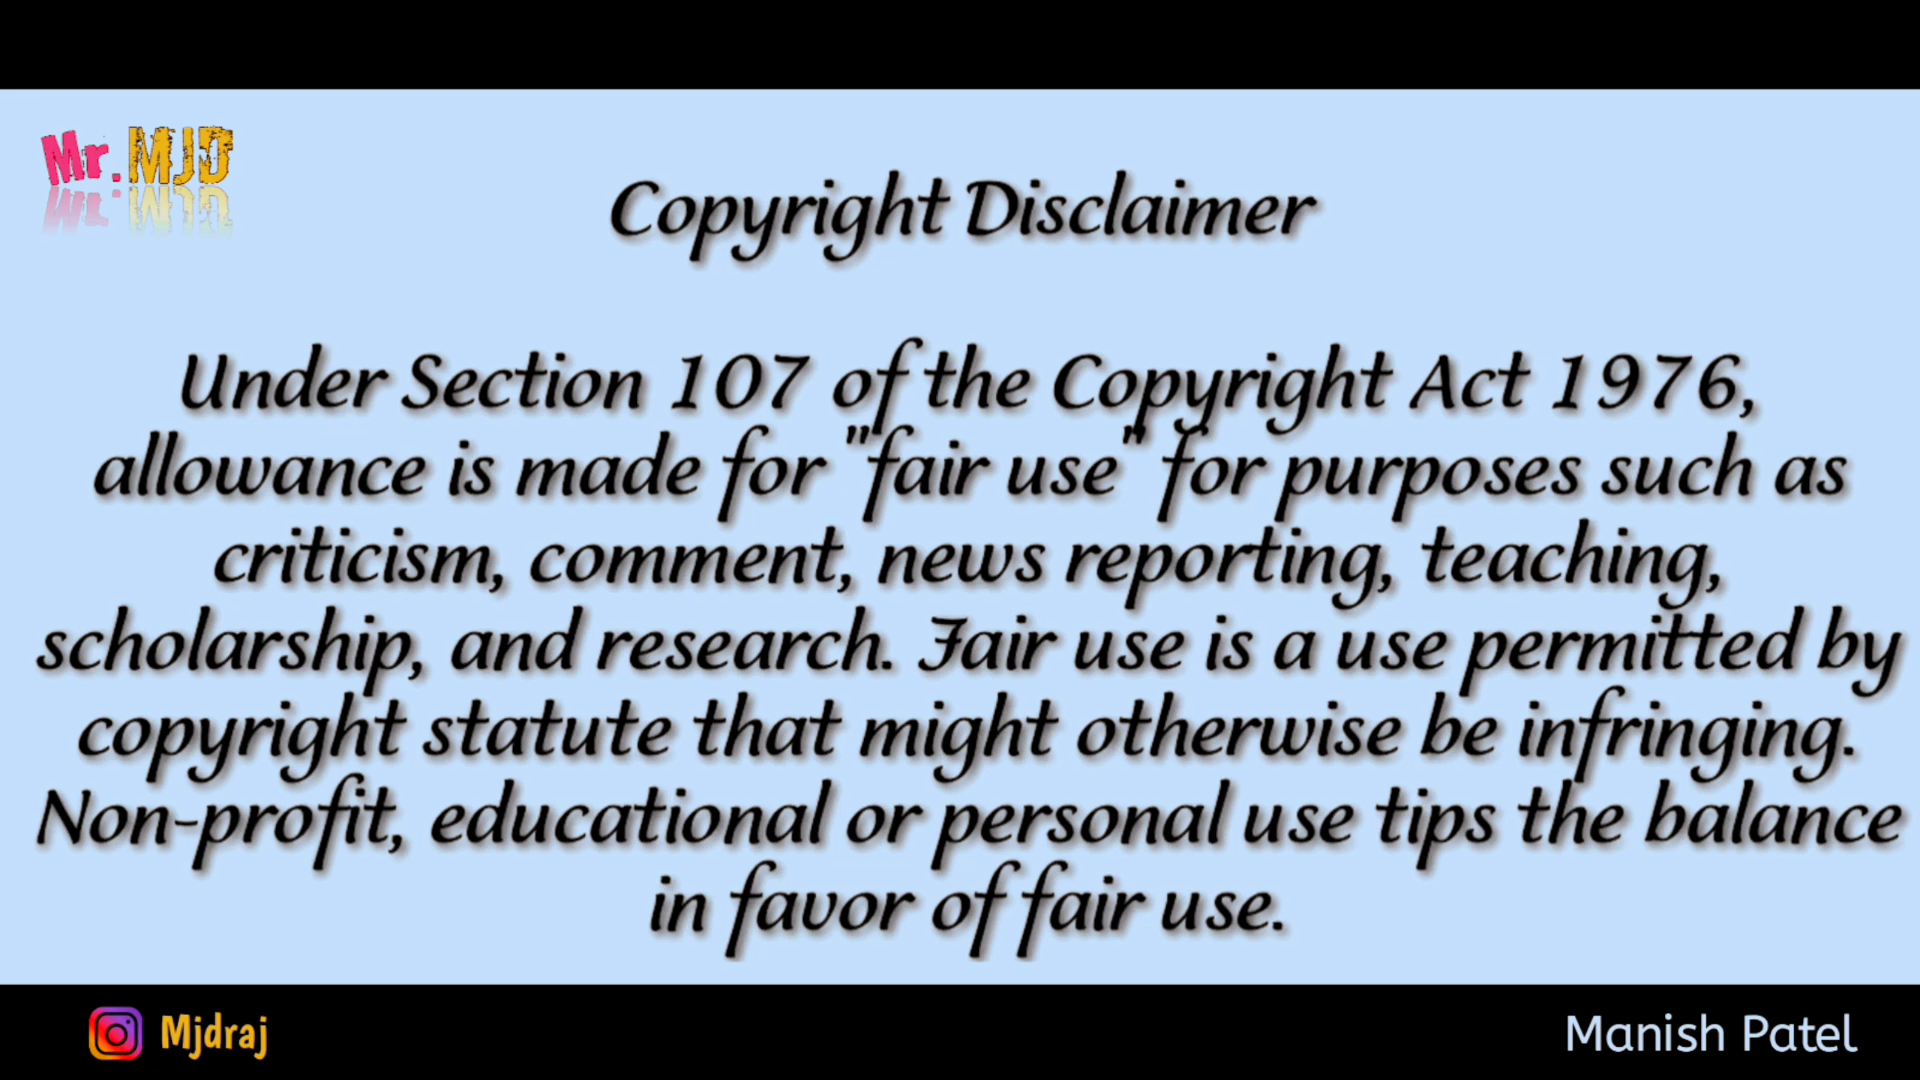 Mr.MJD
Copyright Disclaimer
Under Section 107 of the Copyright Act 1976,
allowance is made for "fair use" for purposes such as
criticism, comment, news reporting, teaching,
scholarship, and research. Fair use is a use permitted by
copyright statute that might otherwise be infringing.
Non-profit, educational or personal use tips the balance
in favor of fair use.
Mjdraj
Manish Patel